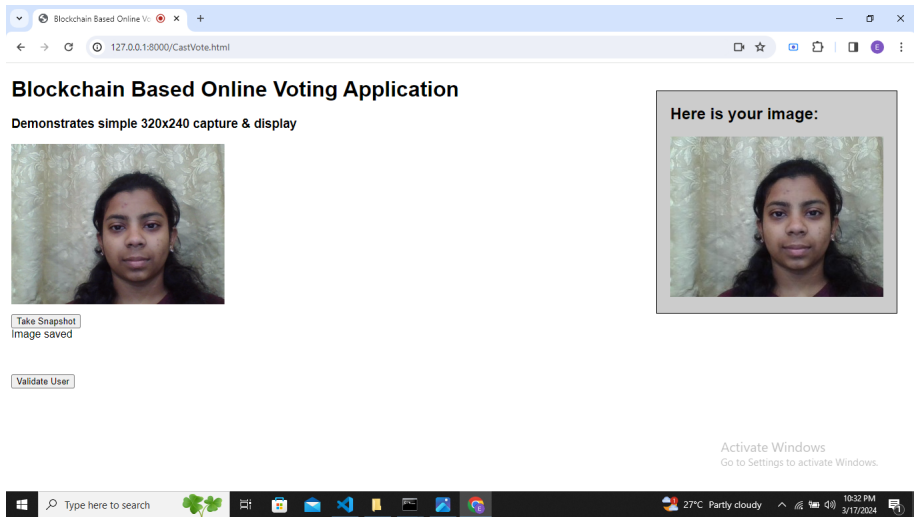 Blockchain Based Online Vo
127.0.0.1:8000/CastVote.html
E
Blockchain Based Online Voting Application
Demonstrates simple 320x240 capture & display
Here is your image:
Take Snapshot
Image saved
Validate User
Activate Windows
Go to Settings to activate Windows.
Type here to search
E
27°C Partly cloudy
10:32 PM
3/17/2024
1